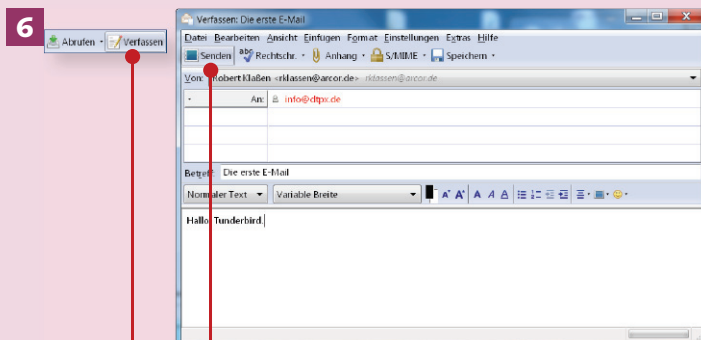 6
Abrufen Verfassen
Verfassen: Die erste E-Mail
Datei Bearbeiten Ansicht Einfügen Format Einstellungen Extras Hilfe
Senden Rechtschr. Anhang S/MIME Speichern
Von: Robert Klaßen <rklassen@arcor.de> rklassen@arcor.de
An: info@dtpx.de
Betreff: Die erste E-Mail
Normaler Text Variable Breite
Hallo, Tunderbird.